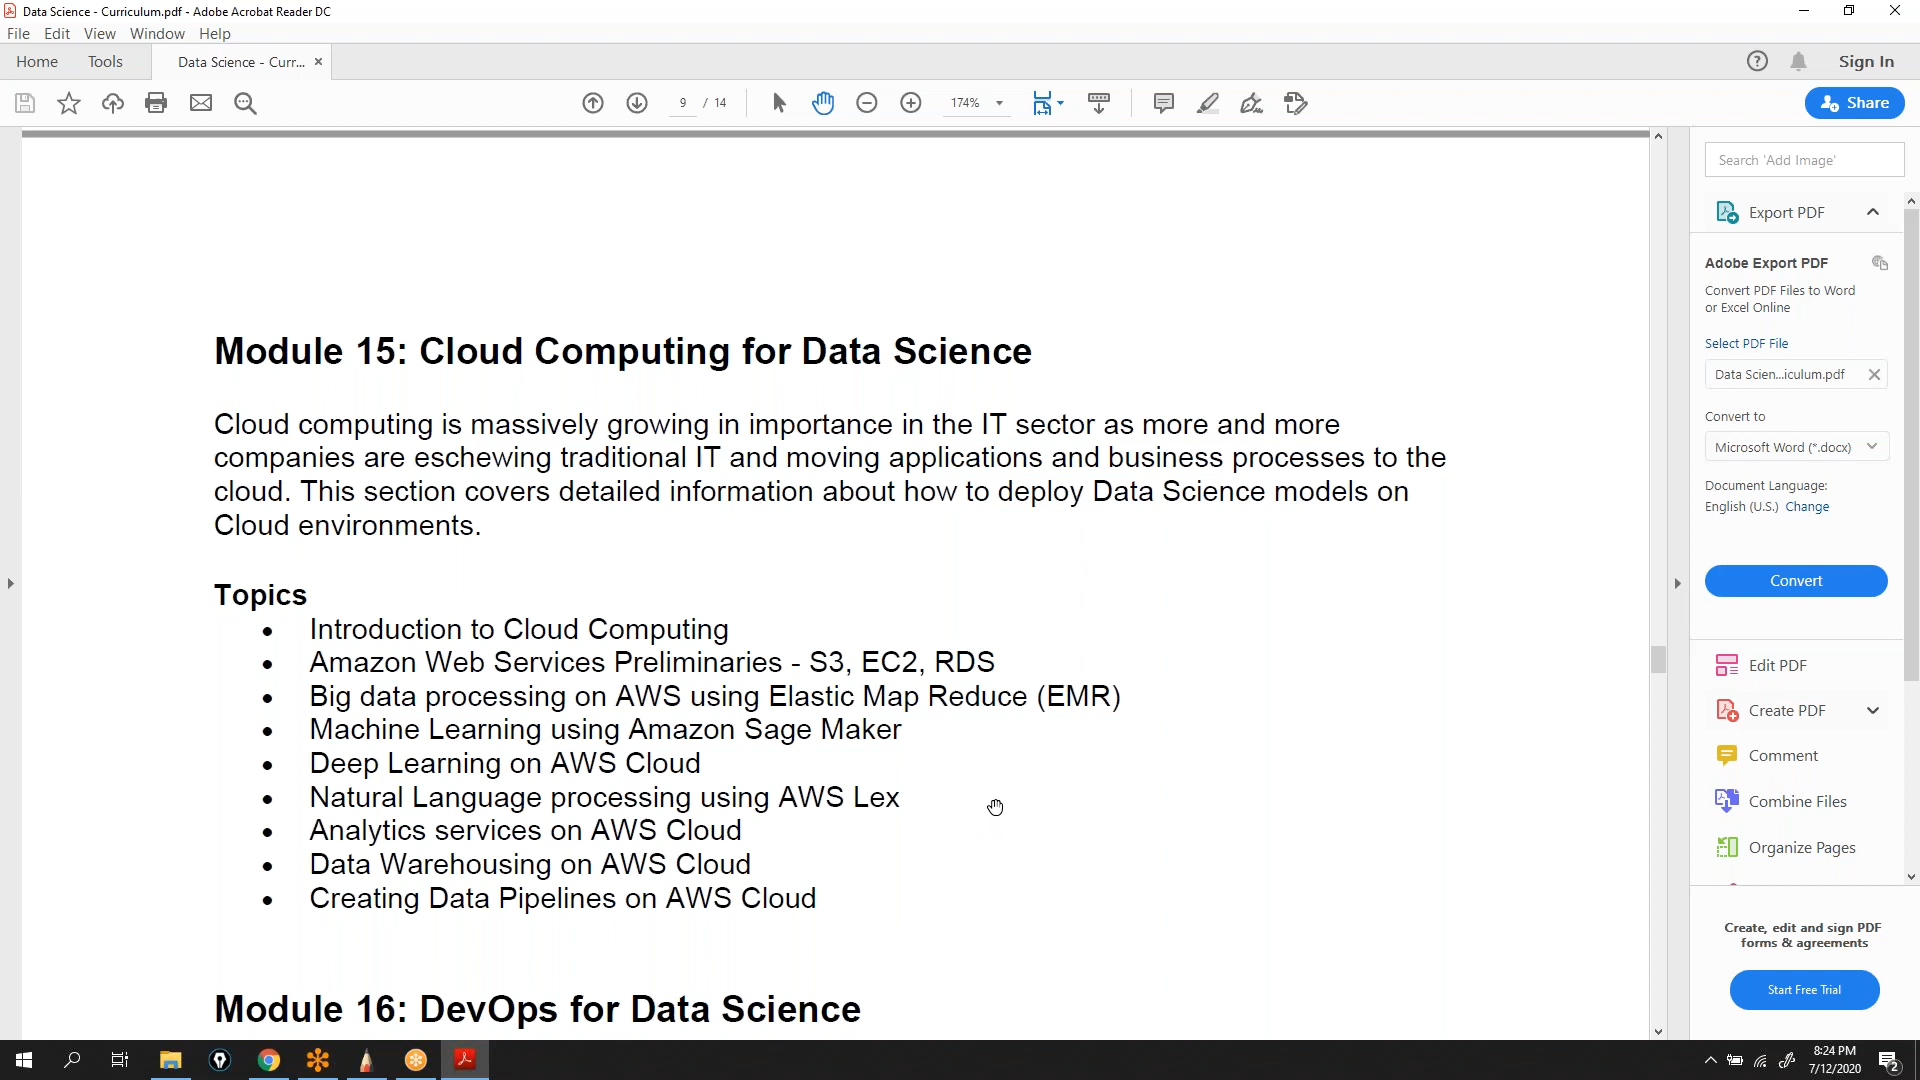 Data Science - Curriculum.pdf - Adobe Acrobat Reader DC
File Edit View Window Help
Home Tools Data Science - Curr... Sign In
9 / 14 174% Share
Search 'Add Image'
Export PDF
Adobe Export PDF
Convert PDF Files to Word
or Excel Online
Select PDF File
Data Scien...iculum.pdf
Convert to
Microsoft Word (*.docx)
Document Language:
English (U.S.) Change
Convert
Edit PDF
Create PDF
Comment
Combine Files
Organize Pages
Create, edit and sign PDF
forms & agreements
Start Free Trial
Module 15: Cloud Computing for Data Science
Cloud computing is massively growing in importance in the IT sector as more and more
companies are eschewing traditional IT and moving applications and business processes to the
cloud. This section covers detailed information about how to deploy Data Science models on
Cloud environments.
Topics
• Introduction to Cloud Computing
• Amazon Web Services Preliminaries - S3, EC2, RDS
• Big data processing on AWS using Elastic Map Reduce (EMR)
• Machine Learning using Amazon Sage Maker
• Deep Learning on AWS Cloud
• Natural Language processing using AWS Lex
• Analytics services on AWS Cloud
• Data Warehousing on AWS Cloud
• Creating Data Pipelines on AWS Cloud
Module 16: DevOps for Data Science
8:24 PM
7/12/2020
2